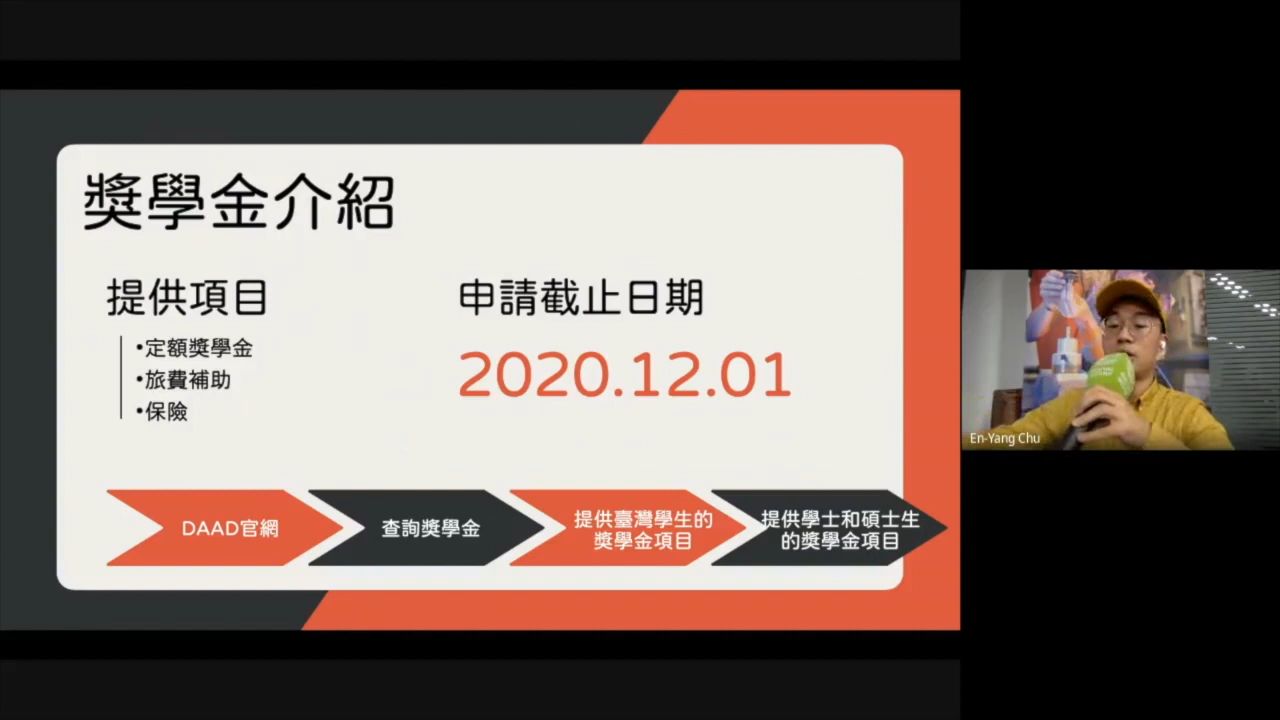 獎學金介紹
提供項目
•定額獎學金
•旅費補助
•保險
申請截止日期
2020.12.01
DAAD官網
查詢獎學金
提供臺灣學生的
獎學金項目
提供學士和碩士生
的獎學金項目
En-Yang Chu